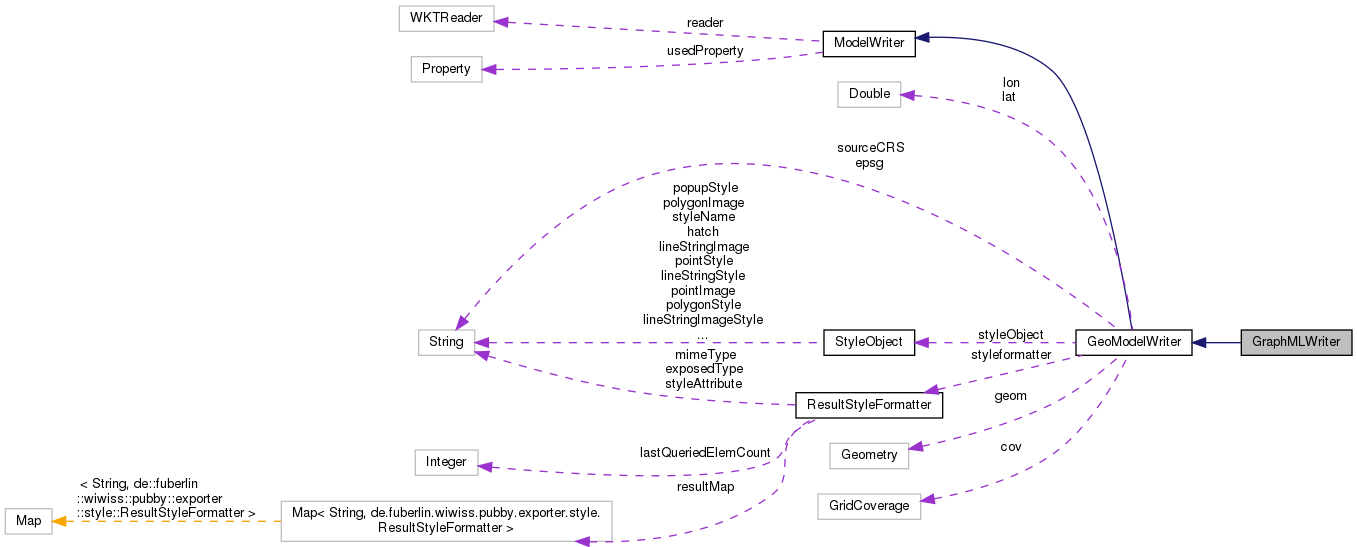 WKTReader
reader
ModelWriter
usedProperty
Property
Double
lon
lat
sourceCRS
epsg
popupStyle
polygonImage
styleName
hatch
lineStringImage
pointStyle
lineStringStyle
pointImage
polygonStyle
lineStringImageStyle
...
String
StyleObject
styleObject
GeoModelWriter
GraphMLWriter
mimeType
exposedType
styleAttribute
styleformatter
ResultStyleFormatter
geom
lastQueriedElemCount
Integer
Geometry
cov
resultMap
GridCoverage
< String, de::fuberlin
::wiwiss::pubby::exporter
::style::ResultStyleFormatter >
Map
Map< String, de.fuberlin.wiwiss.pubby.exporter.style.
ResultStyleFormatter >